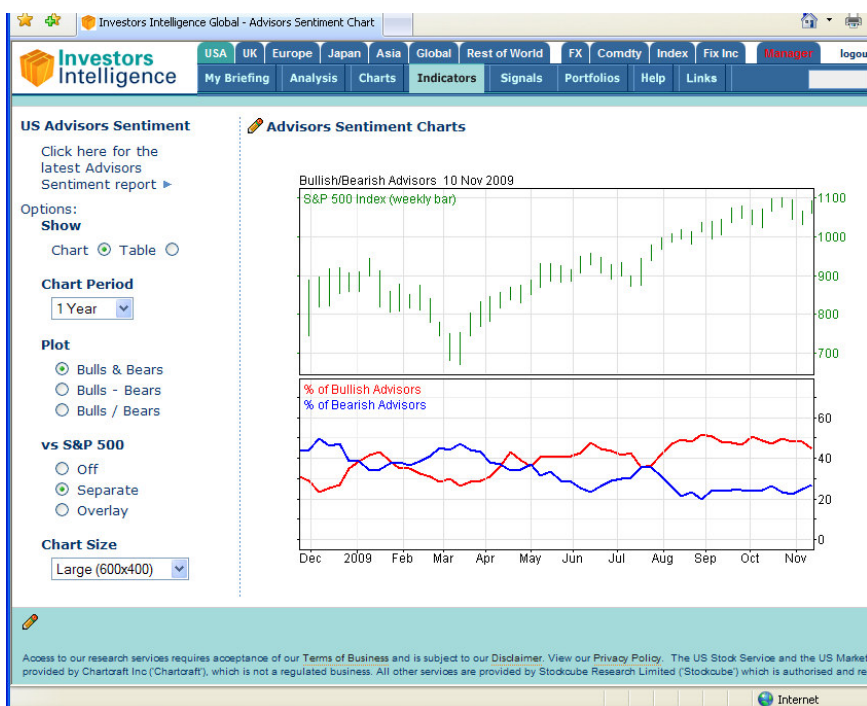 Investors Intelligence Global - Advisors Sentiment Chart
Investors
Intelligence
USA UK Europe Japan Asia Global Rest of World FX Comdty Index Fix Inc Manager logou
My Briefing Analysis Charts Indicators Signals Portfolios Help Links
US Advisors Sentiment
Click here for the
latest Advisors
Sentiment report
Options:
Show
Chart Table
Chart Period
1 Year
Plot
Bulls & Bears
Bulls - Bears
Bulls / Bears
vs S&P 500
Off
Separate
Overlay
Chart Size
Large (600x400)
Advisors Sentiment Charts
Bullish/Bearish Advisors 10 Nov 2009
S&P 500 Index (weekly bar)
1100
1000
900
800
700
% of Bullish Advisors
% of Bearish Advisors
60
40
20
0
Dec 2009 Feb Mar Apr May Jun Jul Aug Sep Oct Nov
Access to our research services requires acceptance of our Terms of Business and is subject to our Disclaimer. View our Privacy Policy. The US Stock Service and the US Market
provided by Chartcraft Inc ('Chartcraft'), which is not a regulated business. All other services are provided by Stockcube Research Limited ('Stockcube') which is authorised and re
Internet